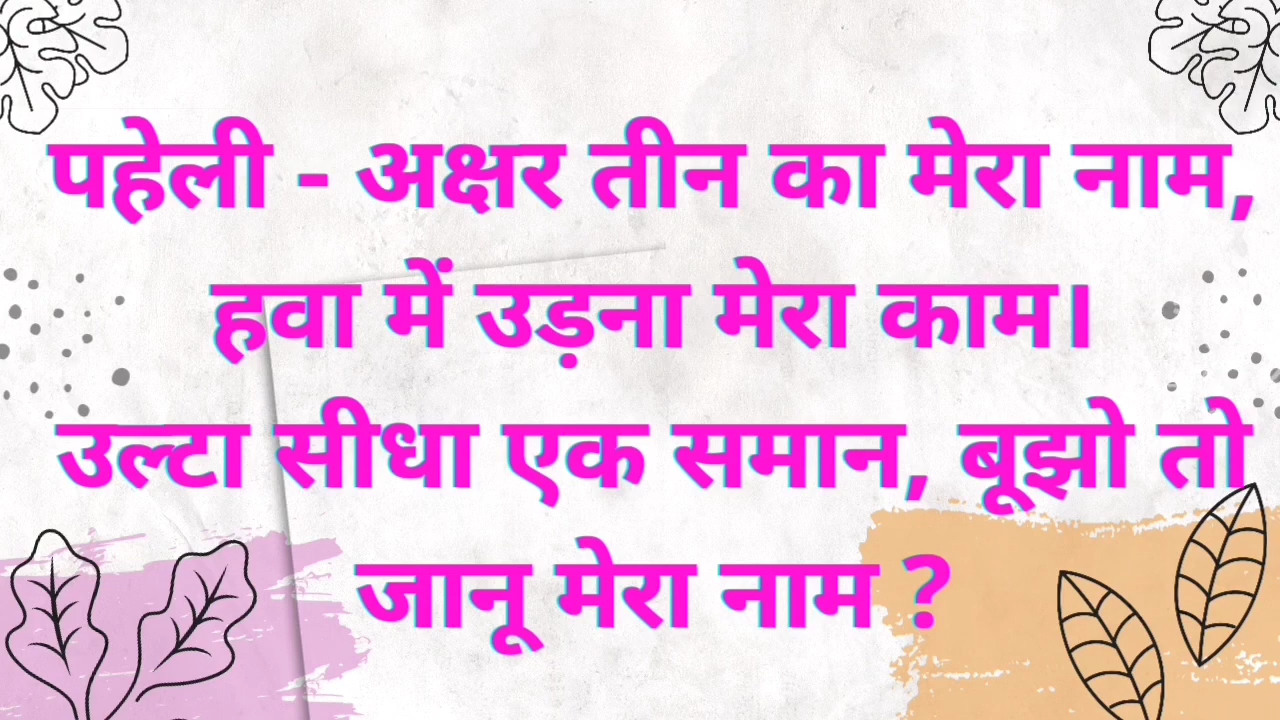 पहेली - अक्षर तीन का मेरा नाम,
हवा में उड़ना मेरा काम।
उल्टा सीधा एक समान, बूझो तो
जानू मेरा नाम ?